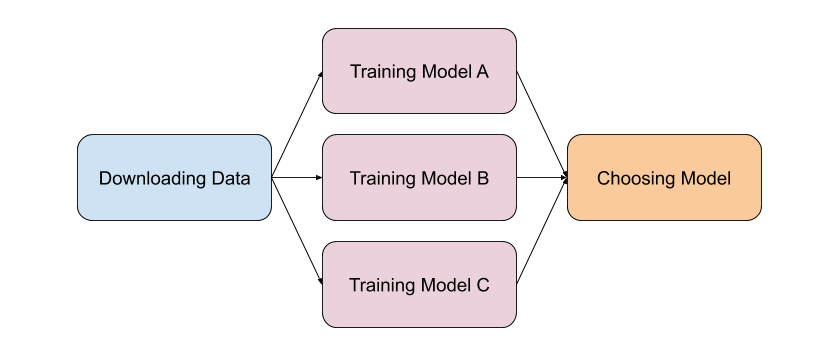 Training Model A
Downloading Data
Training Model B
Choosing Model
Training Model C